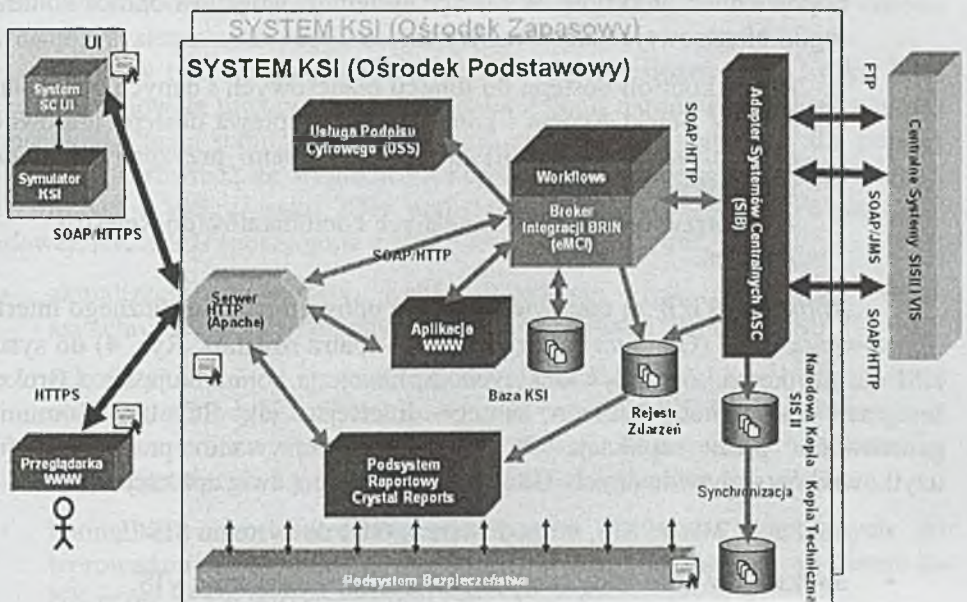 SYSTEM KSI (Ośrodek Zapasowy)
SYSTEM KSI (Ośrodek Podstawowy)
UI
System
SC UI
Symulator
KSI
SOAP/HTTPS
HTTPS
Przeglądarka
WWW
Serwer
HTTP
(Apache)
Usługa Podpisu
Cyfrowego (DSS)
SOAP/HTTP
Workflows
Broker
Integracji BRIN
(eMCI)
Aplikacja
WWW
Baza KSI
Rejestr
Zdarzeń
Podsystem
Raportowy
Crystal Reports
Podsystem Bezpieczeństwa
SOAP/HTTP
Adapter Systemów Centralnych ASC
(SIB)
FTP
SOAP/JMS
SOAP/HTTP
Centralne Systemy SIS II i VIS
Narodowa Kopia
SIS II
Kopia Techniczna
Synchronizacja